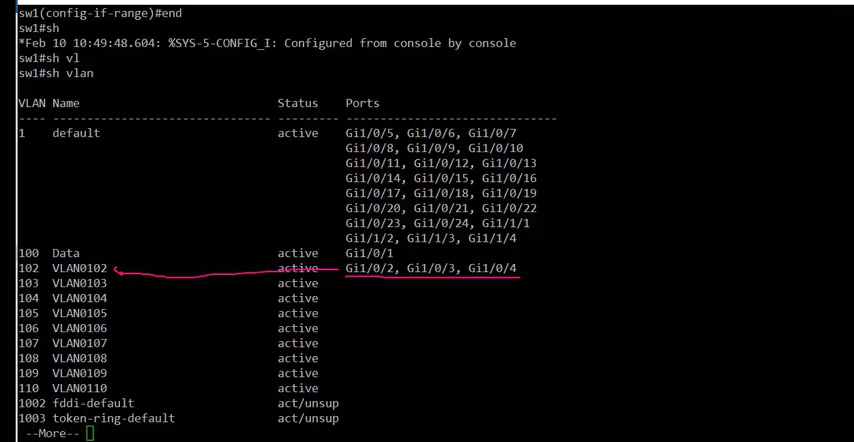 sw1(config-if-range)#end
sw1#sh
*Feb 10 10:49:48.604: %SYS-5-CONFIG_I: Configured from console by console
sw1#sh vl
sw1#sh vlan
VLAN Name Status Ports
---- -------------------------------- --------- -------------------------------
1 default active Gi1/0/5, Gi1/0/6, Gi1/0/7
Gi1/0/8, Gi1/0/9, Gi1/0/10
Gi1/0/11, Gi1/0/12, Gi1/0/13
Gi1/0/14, Gi1/0/15, Gi1/0/16
Gi1/0/17, Gi1/0/18, Gi1/0/19
Gi1/0/20, Gi1/0/21, Gi1/0/22
Gi1/0/23, Gi1/0/24, Gi1/1/1
Gi1/1/2, Gi1/1/3, Gi1/1/4
100 Data active Gi1/0/1
102 VLAN0102 active Gi1/0/2, Gi1/0/3, Gi1/0/4
103 VLAN0103 active
104 VLAN0104 active
105 VLAN0105 active
106 VLAN0106 active
107 VLAN0107 active
108 VLAN0108 active
109 VLAN0109 active
110 VLAN0110 active
1002 fddi-default act/unsup
1003 token-ring-default act/unsup
--More--